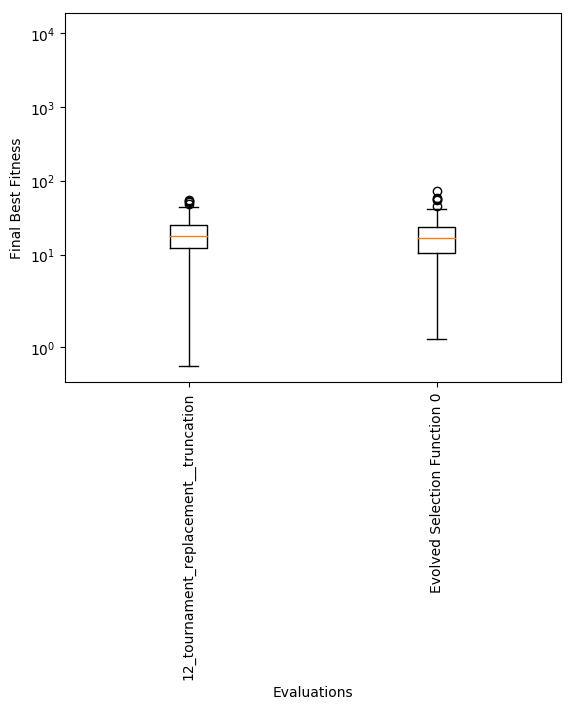 10^4
10^3
10^2
10^1
10^0
Final Best Fitness
12_tournament_replacement__truncation
Evolved Selection Function 0
Evaluations